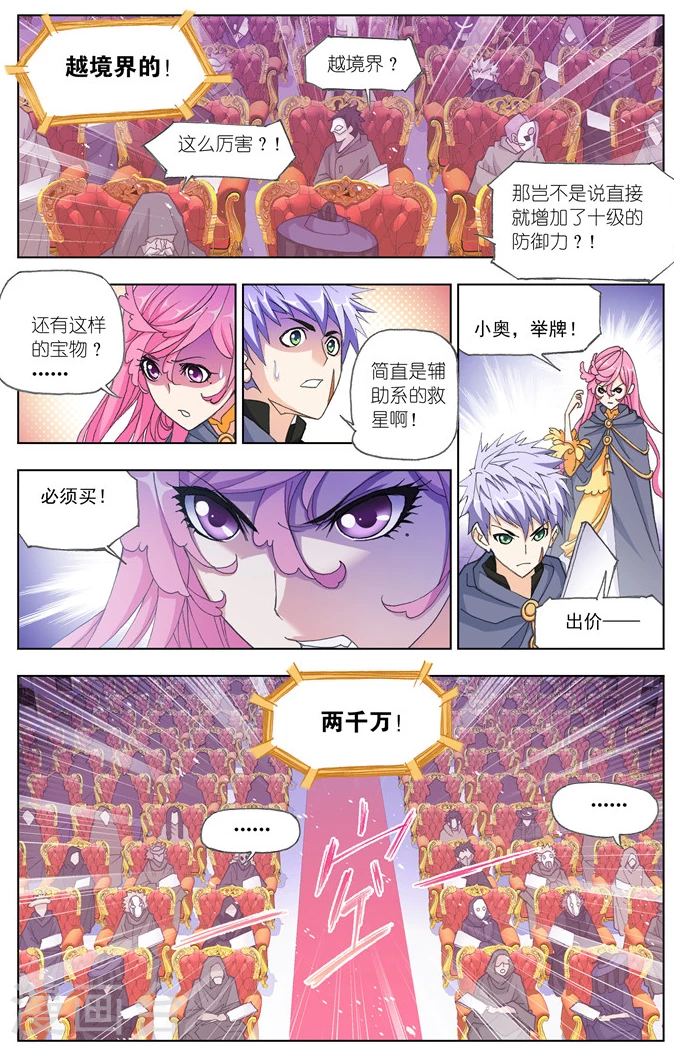 越境界的！
越境界？
这么厉害？！
那岂不是说直接
就增加了十级的
防御力？！
还有这样
的宝物？
……
简直是辅
助系的救
星啊！
小奥，举牌！
必须买！
出价——
两千万！
……
……
空